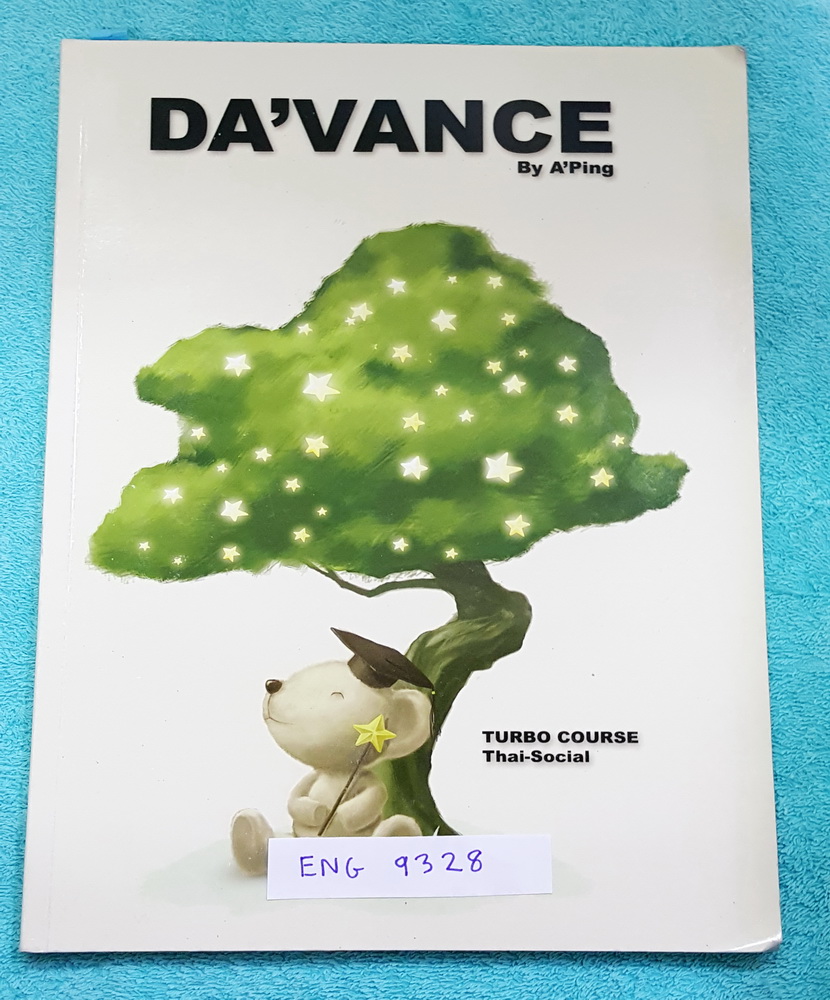 DA'VANCE
By A'Ping
TURBO COURSE
Thai-Social
ENG 9328